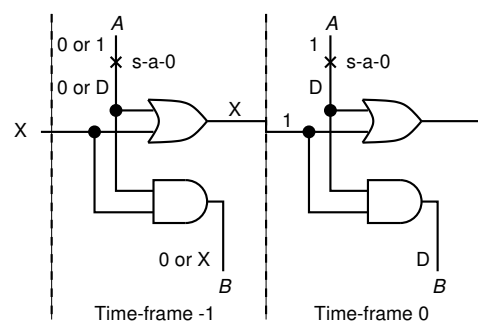 A
0 or 1
s-a-0
0 or D
X
X
0 or X
B
Time-frame -1
A
1
s-a-0
D
1
D
B
Time-frame 0